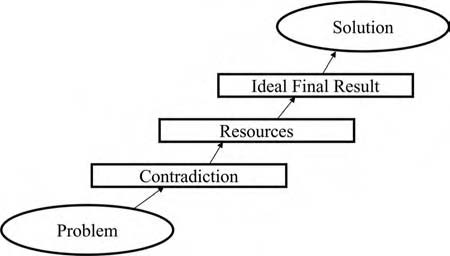 Solution
Ideal Final Result
Resources
Contradiction
Problem